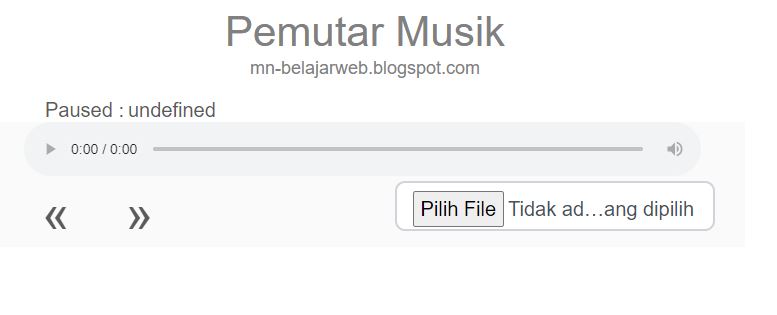 Pemutar Musik
mn-belajarweb.blogspot.com
Paused : undefined
0:00 / 0:00
« » Pilih File Tidak ad...ang dipilih